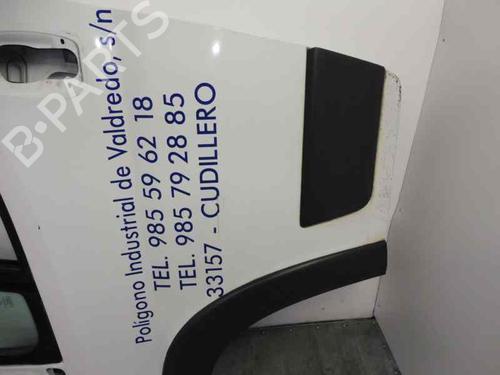 Poligono Industrial de Valdredo, s/n
TEL. 985 59 62 18
TEL. 985 79 28 85
33157 - CUDILLERO
B-PARTS